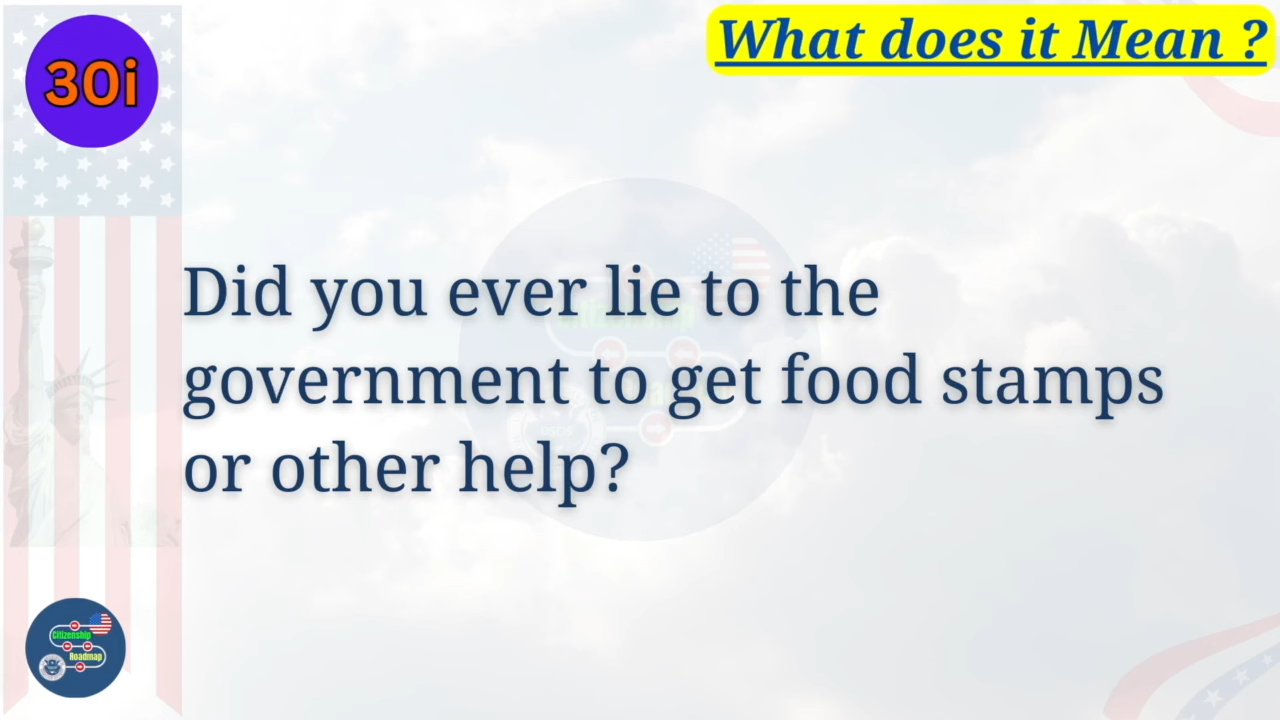 30i
What does it Mean ?
Did you ever lie to the
government to get food stamps
or other help?
Citizenship
Roadmap